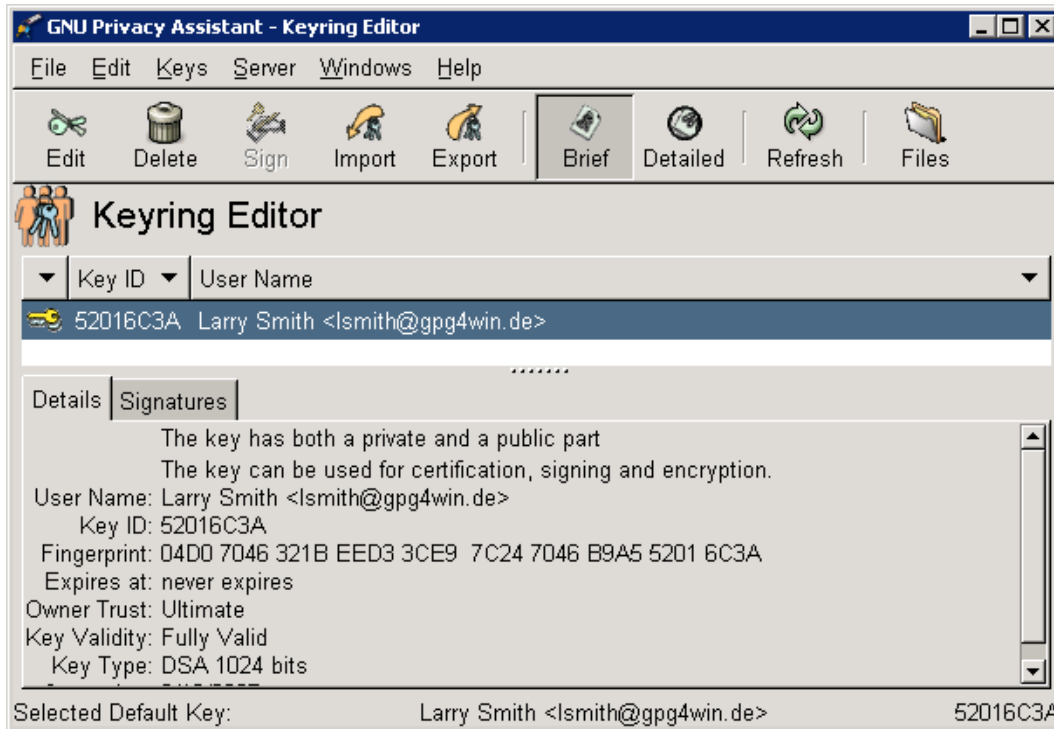 GNU Privacy Assistant - Keyring Editor
File Edit Keys Server Windows Help
Edit Delete Sign Import Export Brief Detailed Refresh Files
Keyring Editor
Key ID User Name
52016C3A Larry Smith <lsmith@gpg4win.de>
Details Signatures
The key has both a private and a public part
The key can be used for certification, signing and encryption.
User Name: Larry Smith <lsmith@gpg4win.de>
Key ID: 52016C3A
Fingerprint: 04D0 7046 321B EED3 3CE9 7C24 7046 B9A5 5201 6C3A
Expires at: never expires
Owner Trust: Ultimate
Key Validity: Fully Valid
Key Type: DSA 1024 bits
Selected Default Key: Larry Smith <lsmith@gpg4win.de> 52016C3A